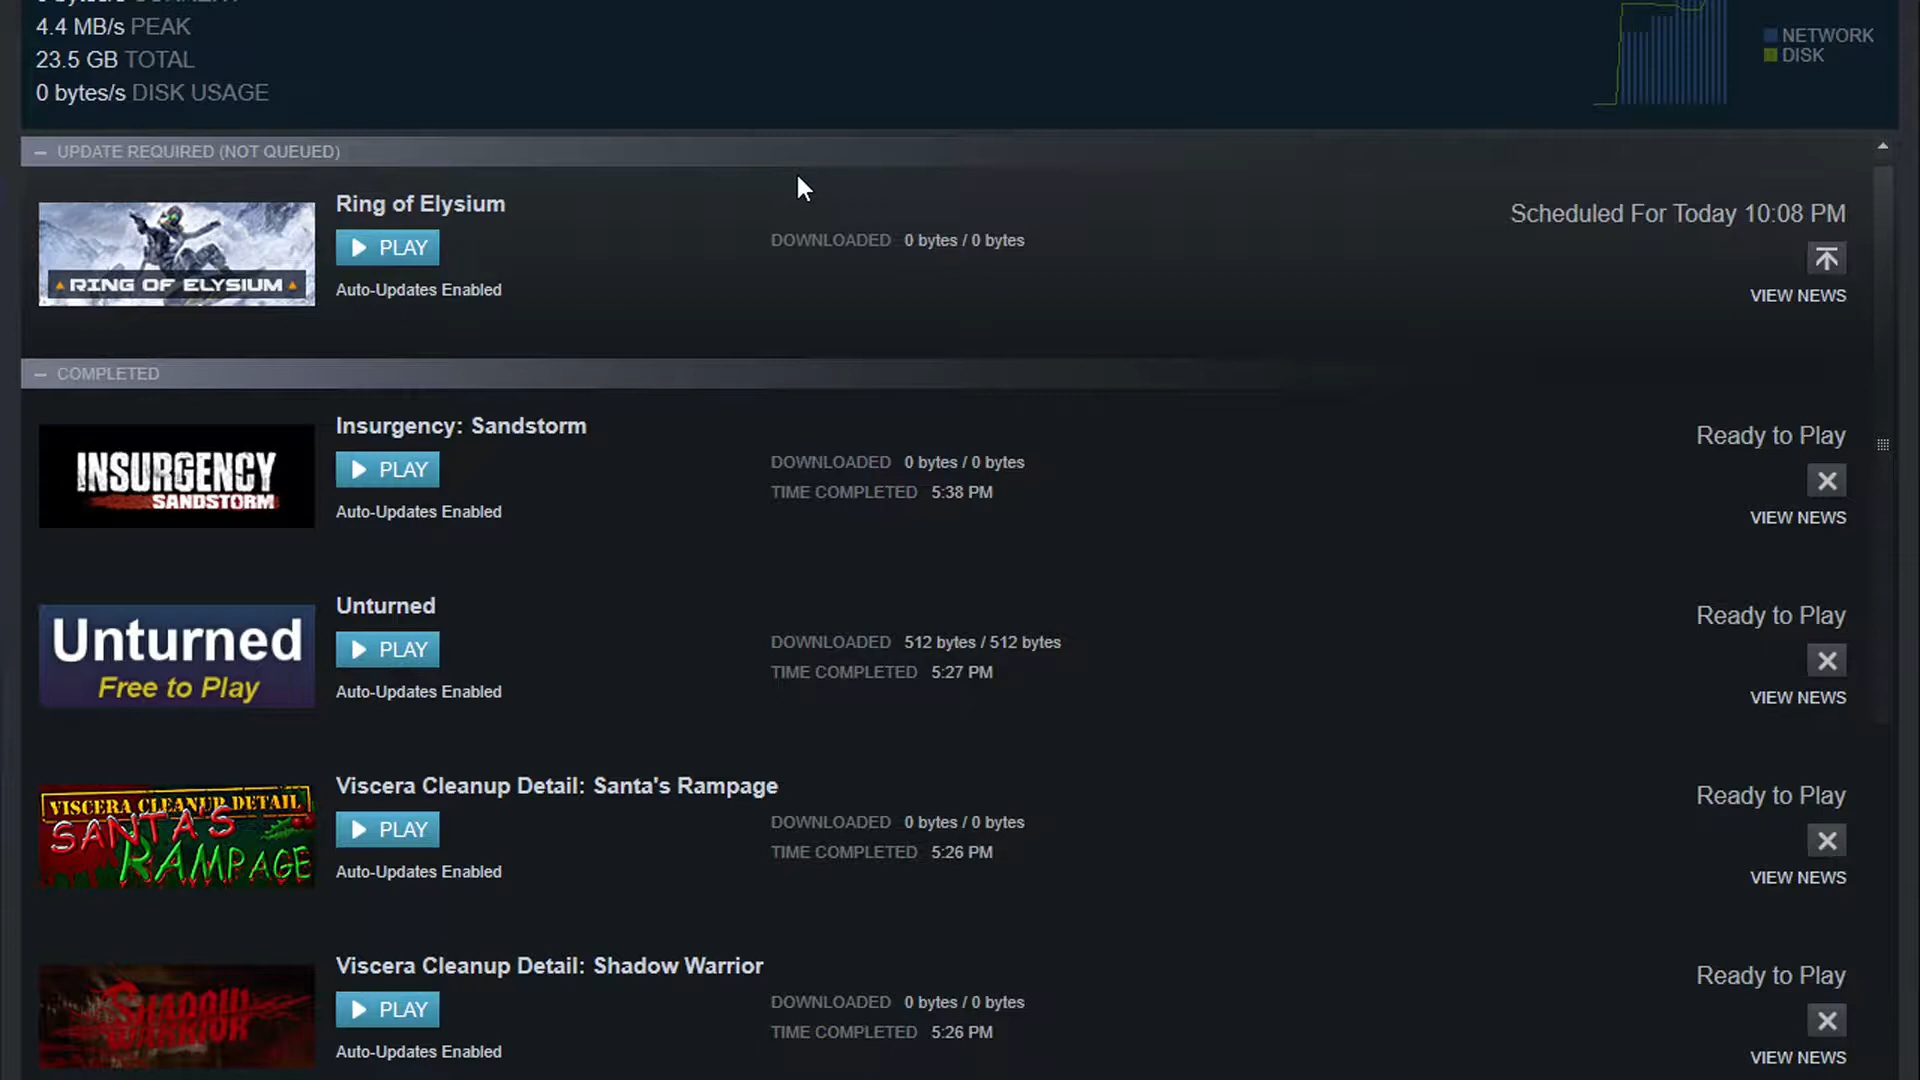 4.4 MB/s PEAK
23.5 GB TOTAL
0 bytes/s DISK USAGE
NETWORK
DISK
UPDATE REQUIRED (NOT QUEUED)
RING OF ELYSIUM
Ring of Elysium
PLAY
Auto-Updates Enabled
DOWNLOADED 0 bytes / 0 bytes
Scheduled For Today 10:08 PM
VIEW NEWS
COMPLETED
INSURGENCY
SANDSTORM
Insurgency: Sandstorm
PLAY
Auto-Updates Enabled
DOWNLOADED 0 bytes / 0 bytes
TIME COMPLETED 5:38 PM
Ready to Play
VIEW NEWS
Unturned
Free to Play
Unturned
PLAY
Auto-Updates Enabled
DOWNLOADED 512 bytes / 512 bytes
TIME COMPLETED 5:27 PM
Ready to Play
VIEW NEWS
VISCERA CLEANUP DETAIL
SANTA'S
RAMPAGE
Viscera Cleanup Detail: Santa's Rampage
PLAY
Auto-Updates Enabled
DOWNLOADED 0 bytes / 0 bytes
TIME COMPLETED 5:26 PM
Ready to Play
VIEW NEWS
SHADOW
WARRIOR
Viscera Cleanup Detail: Shadow Warrior
PLAY
Auto-Updates Enabled
DOWNLOADED 0 bytes / 0 bytes
TIME COMPLETED 5:26 PM
Ready to Play
VIEW NEWS